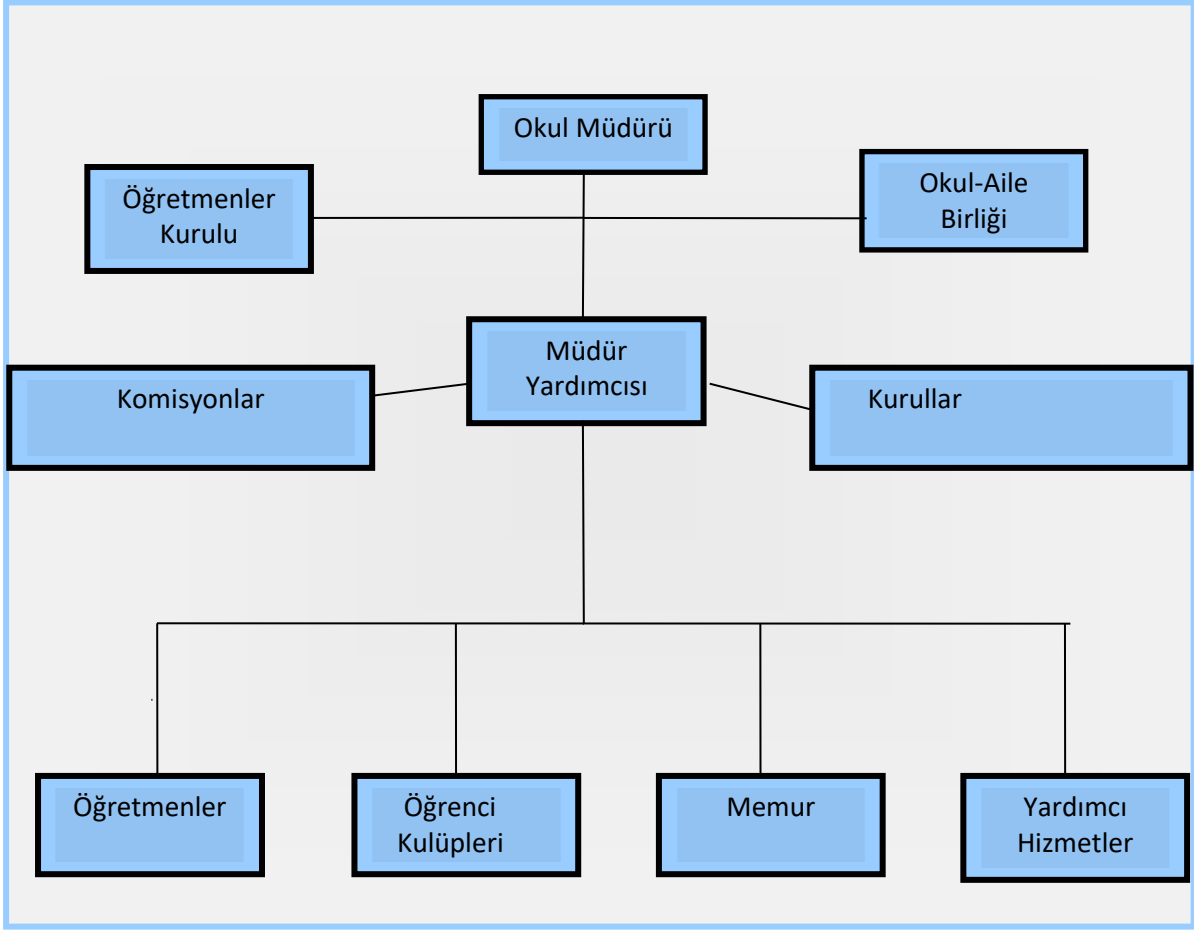 Okul Müdürü
Öğretmenler
Kurulu
Okul-Aile
Birliği
Müdür
Yardımcısı
Komisyonlar
Kurullar
Öğretmenler
Öğrenci
Kulüpleri
Memur
Yardımcı
Hizmetler